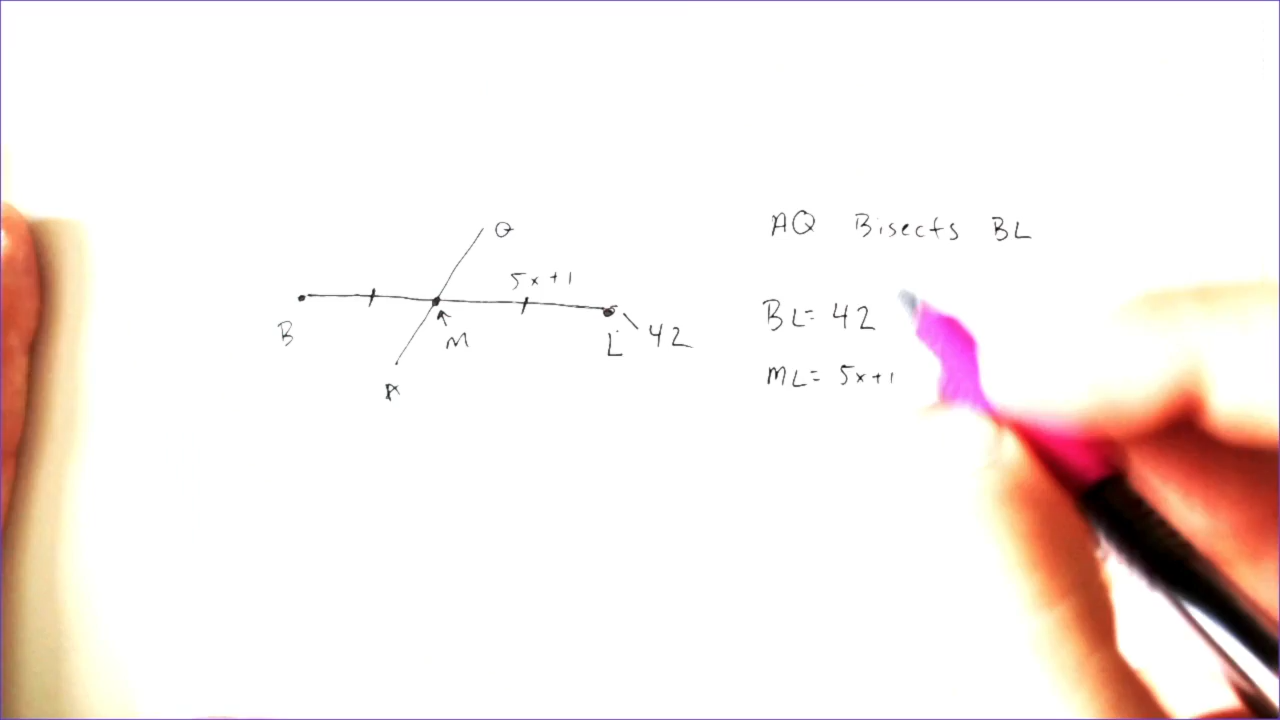 Q
5x+1
B
M
L
42
A
AQ Bisects BL
BL= 42
ML= 5x+1